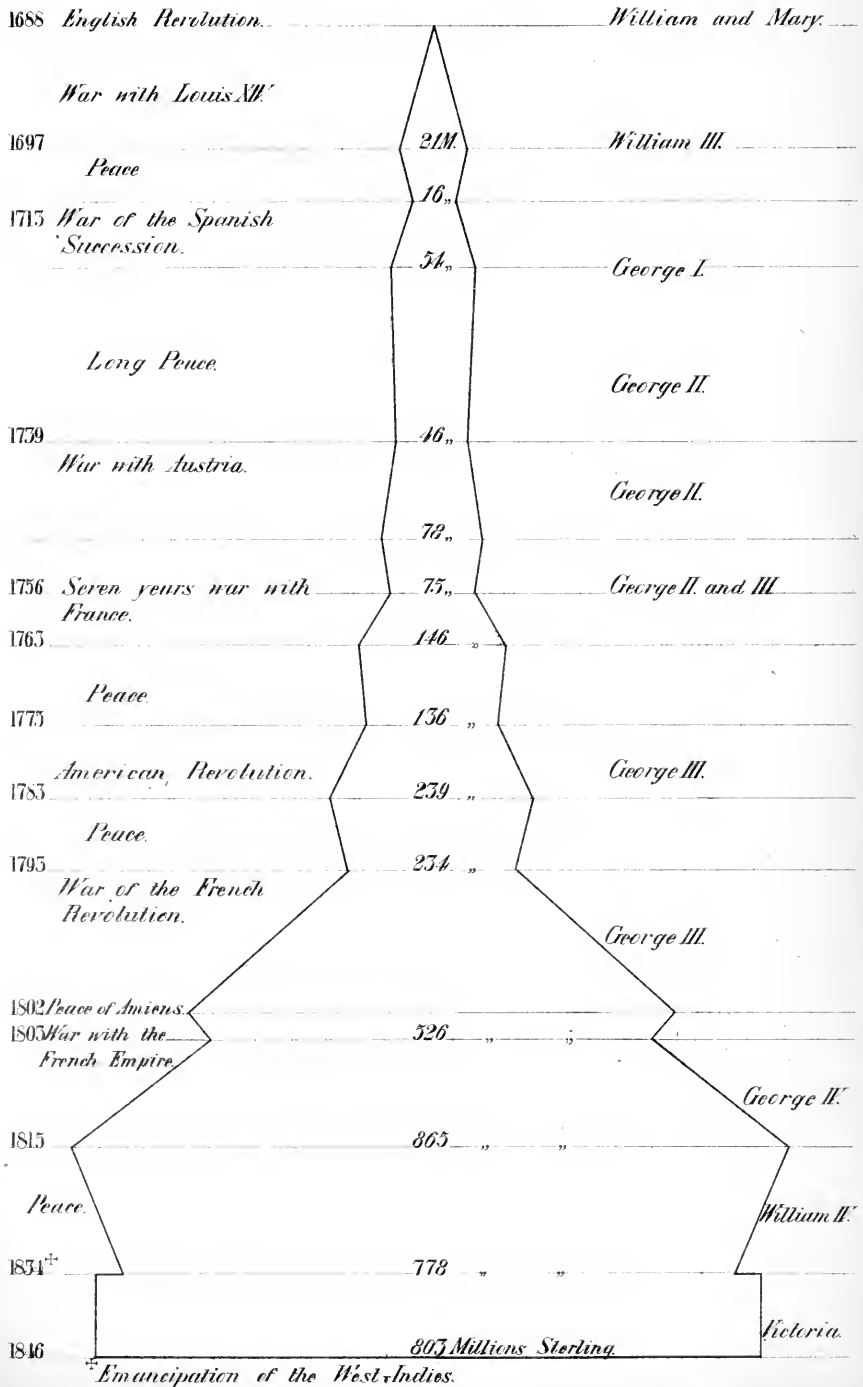 1688 English Revolution. William and Mary.
War with Louis XIV.
1697 21M. William III.
Peace
16 „
1713 War of the Spanish
Succession.
54 „ George I.
Long Peace.
George II.
1739 46 „
War with Austria.
George II.
78 „
1756 Seven years war with 75 „ George II. and III
France.
1763 146 „
Peace.
1775 136 „
American Revolution. George III.
1783 239 „
Peace.
1793 234 „
War of the French
Revolution.
George III.
1802 Peace of Amiens.
1803 War with the 526 „ „
French Empire.
George IV.
1815 865 „ „
Peace. William IV.
1834+ 778 „ „
Victoria.
1846 803 Millions Sterling.
+Emancipation of the West-Indies.